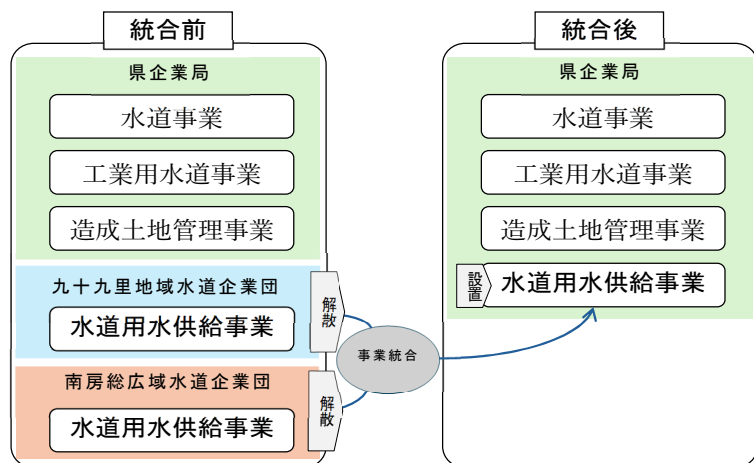 統合前
県企業局
水道事業
工業用水道事業
造成土地管理事業
九十九里地域水道企業団
水道用水供給事業
解散
南房総広域水道企業団
水道用水供給事業
解散
事業統合
統合後
県企業局
水道事業
工業用水道事業
造成土地管理事業
設置
水道用水供給事業